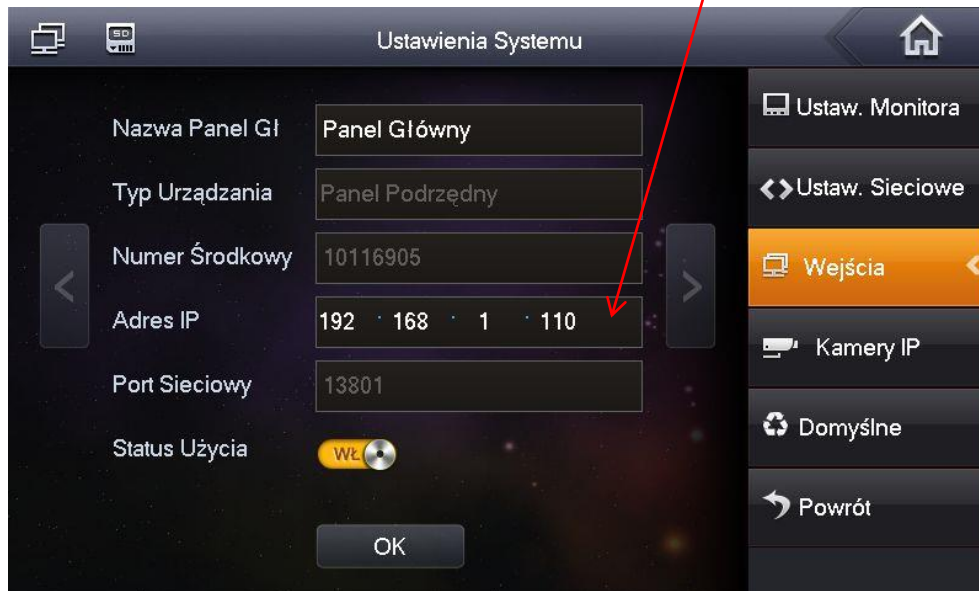 SD
Ustawienia Systemu
Nazwa Panel Gł
Panel Główny
Typ Urządzania
Panel Podrzędny
Numer Środkowy
10116905
Adres IP
192 · 168 · 1 · 110
Port Sieciowy
13801
Status Użycia
WŁ
OK
Ustaw. Monitora
Ustaw. Sieciowe
Wejścia
Kamery IP
Domyślne
Powrót